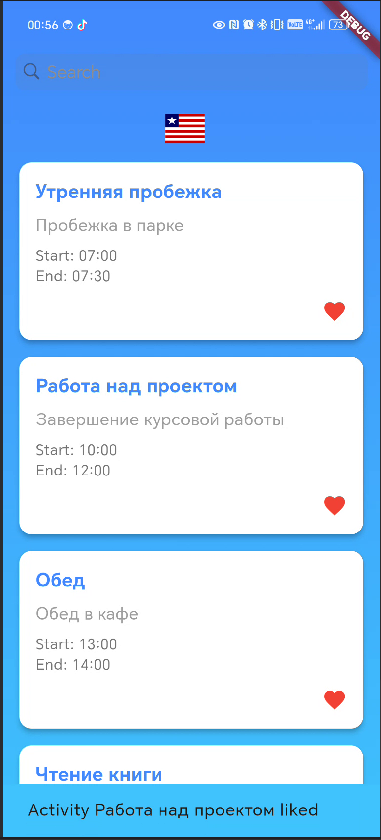 00:56
73
DEBUG
Search
Утренняя пробежка
Пробежка в парке
Start: 07:00
End: 07:30
Работа над проектом
Завершение курсовой работы
Start: 10:00
End: 12:00
Обед
Обед в кафе
Start: 13:00
End: 14:00
Чтение книги
Activity Работа над проектом liked